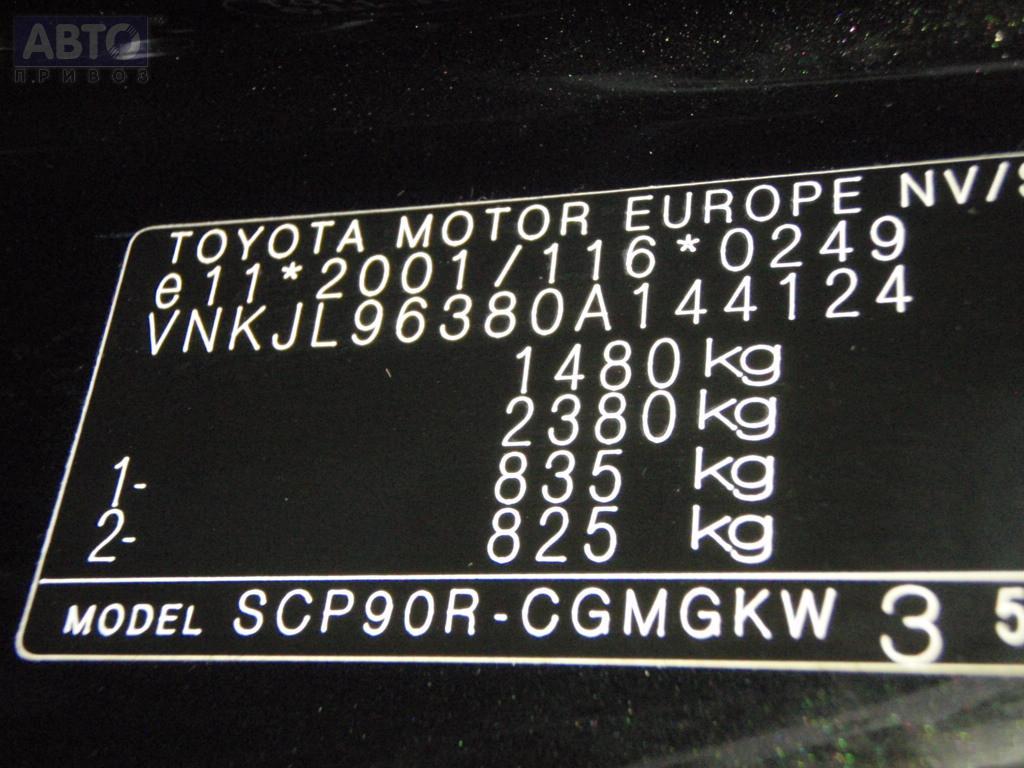 АВТО
ПРИВОЗ
TOYOTA MOTOR EUROPE NV/S
e11*2001/116*0249
VNKJL96380A144124
1480 kg
2380 kg
1- 835 kg
2- 825 kg
MODEL SCP90R-CGMGKW 3 5